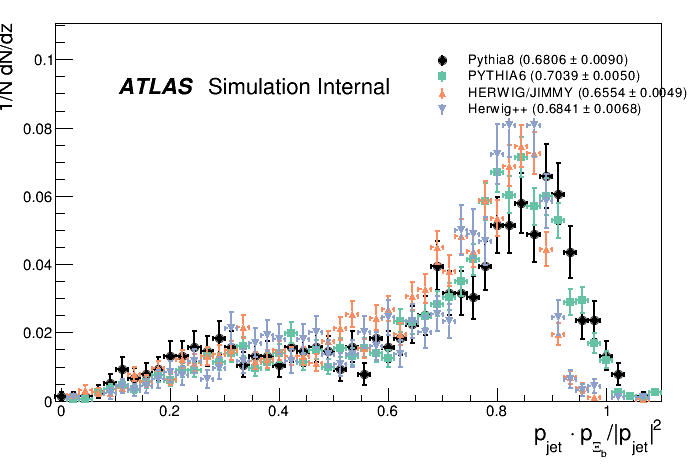 1/N dN/dz
ATLAS Simulation Internal
Pythia8 (0.6806 ± 0.0090)
PYTHIA6 (0.7039 ± 0.0050)
HERWIG/JIMMY (0.6554 ± 0.0049)
Herwig++ (0.6841 ± 0.0068)
0.1
0.08
0.06
0.04
0.02
0
0 0.2 0.4 0.6 0.8 1
p_jet · p_Ξ_b/|p_jet|²